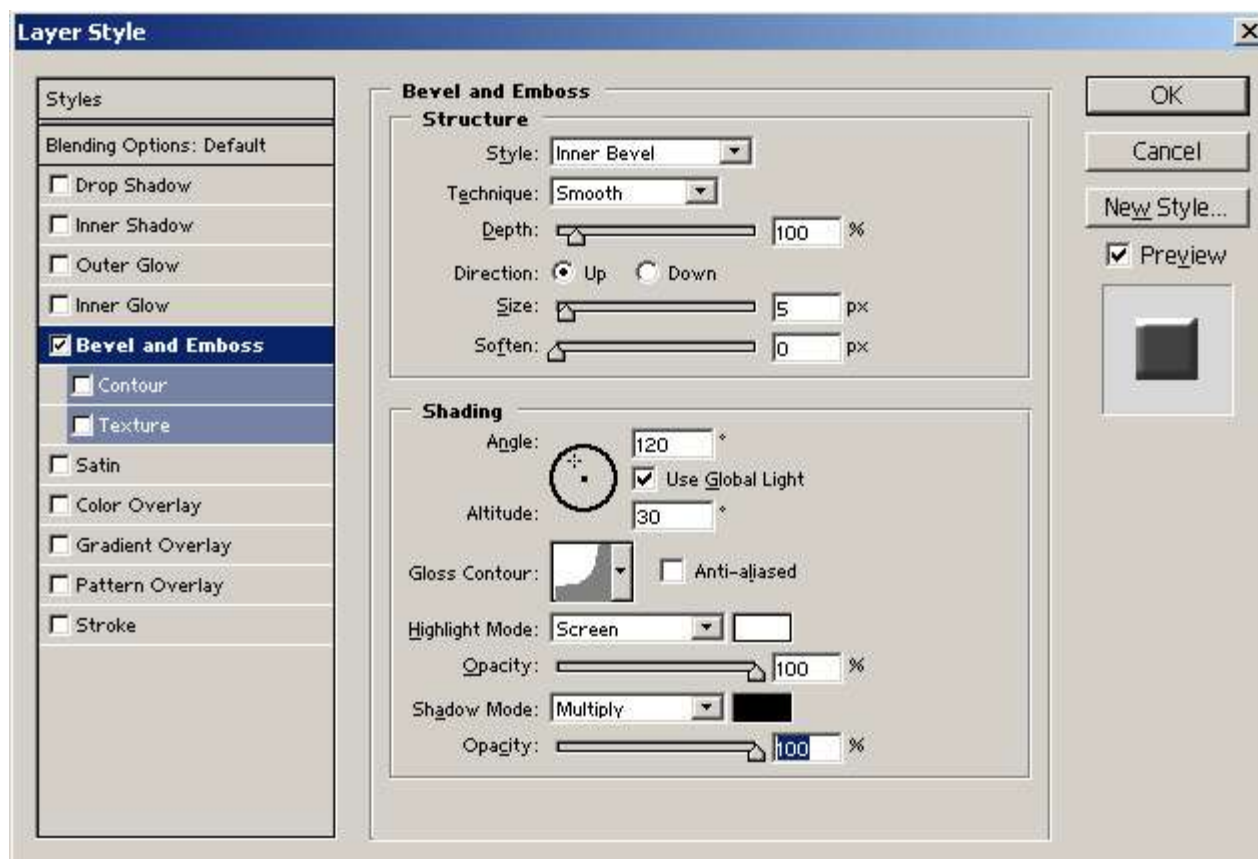 Layer Style
Styles
Blending Options: Default
Drop Shadow
Inner Shadow
Outer Glow
Inner Glow
Bevel and Emboss
Contour
Texture
Satin
Color Overlay
Gradient Overlay
Pattern Overlay
Stroke
Bevel and Emboss
Structure
Style: Inner Bevel
Technique: Smooth
Depth: 100 %
Direction: Up Down
Size: 5 px
Soften: 0 px
Shading
Angle: 120 °
Use Global Light
Altitude: 30 °
Gloss Contour: Anti-aliased
Highlight Mode: Screen
Opacity: 100 %
Shadow Mode: Multiply
Opacity: 100 %
OK
Cancel
New Style...
Preview